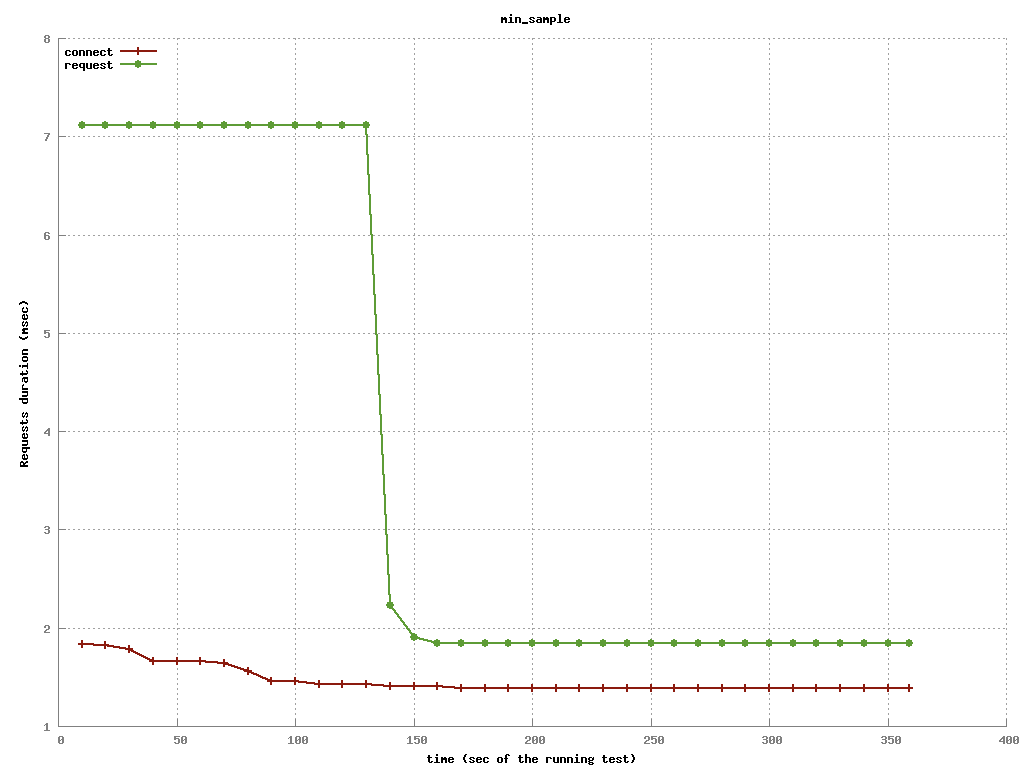 min_sample
connect
request
8
7
6
5
4
3
2
1
Requests duration (msec)
0 50 100 150 200 250 300 350 400
time (sec of the running test)